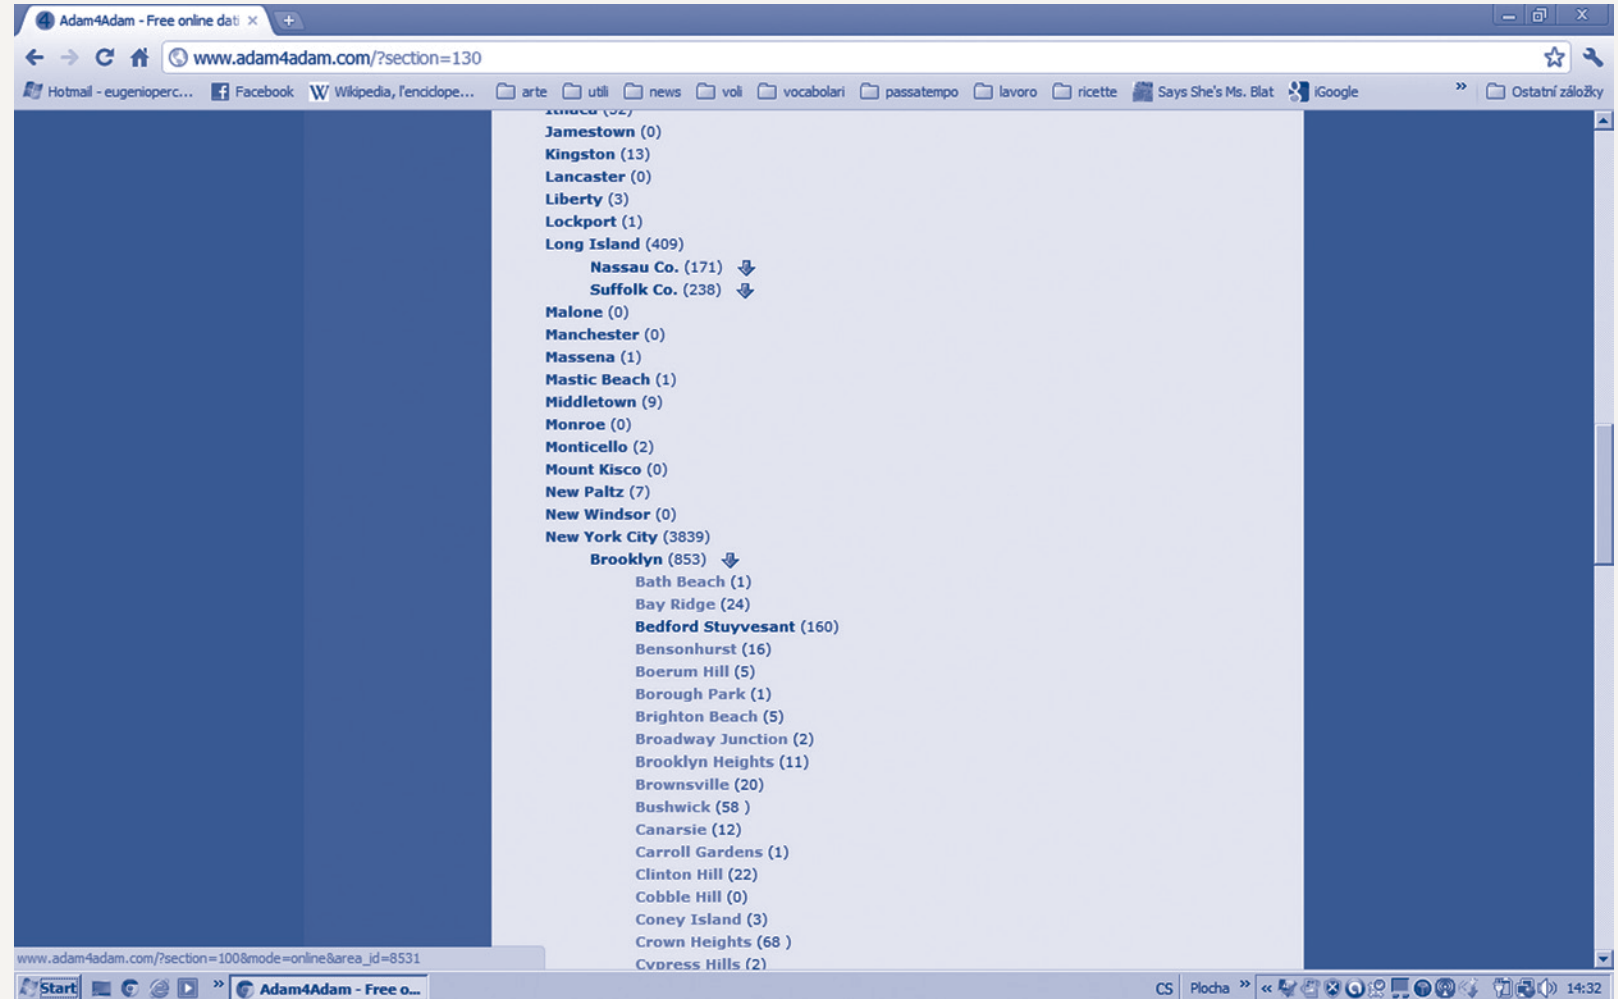 Adam4Adam - Free online dati
www.adam4adam.com/?section=130
Hotmail - eugenioperc... Facebook Wikipedia, l'enciclope... arte utili news voli vocabolari passatempo lavoro ricette Says She's Ms. Blat iGoogle » Ostatní záložky
Ithaca (32)
Jamestown (0)
Kingston (13)
Lancaster (0)
Liberty (3)
Lockport (1)
Long Island (409)
Nassau Co. (171)
Suffolk Co. (238)
Malone (0)
Manchester (0)
Massena (1)
Mastic Beach (1)
Middletown (9)
Monroe (0)
Monticello (2)
Mount Kisco (0)
New Paltz (7)
New Windsor (0)
New York City (3839)
Brooklyn (853)
Bath Beach (1)
Bay Ridge (24)
Bedford Stuyvesant (160)
Bensonhurst (16)
Boerum Hill (5)
Borough Park (1)
Brighton Beach (5)
Broadway Junction (2)
Brooklyn Heights (11)
Brownsville (20)
Bushwick (58 )
Canarsie (12)
Carroll Gardens (1)
Clinton Hill (22)
Cobble Hill (0)
Coney Island (3)
Crown Heights (68 )
Cypress Hills (2)
www.adam4adam.com/?section=100&mode=online&area_id=8531
Start » Adam4Adam - Free o... CS Plocha » « 14:32